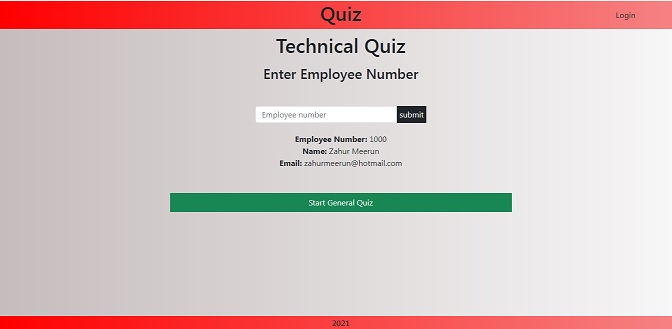 Quiz
Login
Technical Quiz
Enter Employee Number
Employee number submit
Employee Number: 1000
Name: Zahur Meerun
Email: zahurmeerun@hotmail.com
Start General Quiz
2021